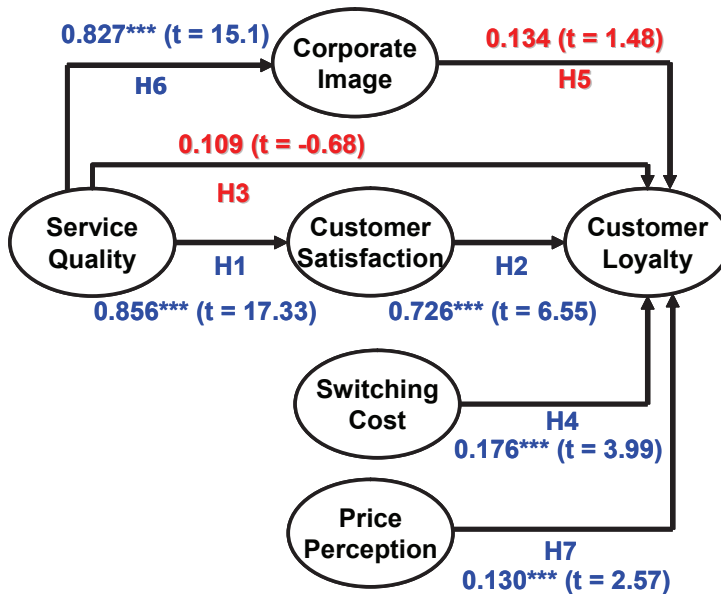 0.827*** (t = 15.1)
H6
Corporate
Image
0.134 (t = 1.48)
H5
0.109 (t = -0.68)
H3
Service
Quality
H1
0.856*** (t = 17.33)
Customer
Satisfaction
H2
0.726*** (t = 6.55)
Customer
Loyalty
Switching
Cost
H4
0.176*** (t = 3.99)
Price
Perception
H7
0.130*** (t = 2.57)